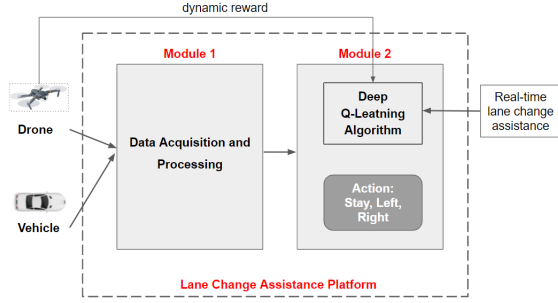 dynamic reward
Module 1
Module 2
Drone
Vehicle
Data Acquisition and
Processing
Deep
Q-Leatning
Algorithm
Action:
Stay, Left,
Right
Real-time
lane change
assistance
Lane Change Assistance Platform